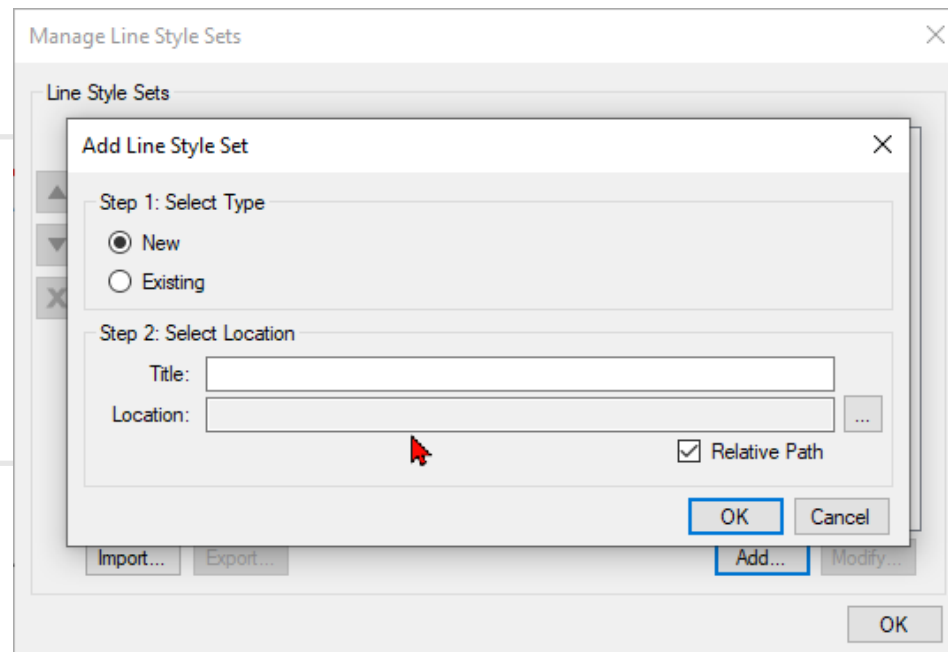 Manage Line Style Sets
Line Style Sets
Add Line Style Set
Step 1: Select Type
New
Existing
Step 2: Select Location
Title:
Location:
...
Relative Path
OK Cancel
Import... Export... Add... Modify...
OK